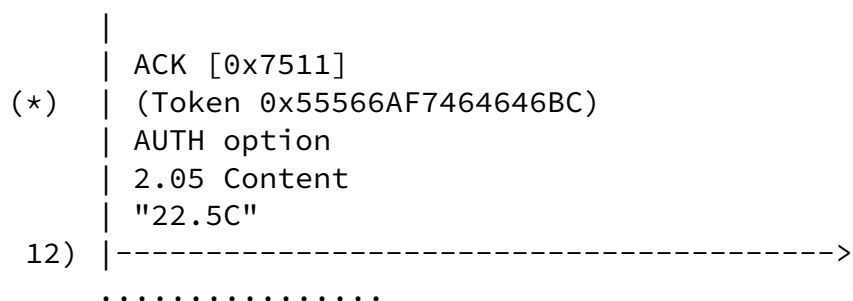 |
| ACK [0x7511]
(*) | (Token 0x55566AF7464646BC)
| AUTH option
| 2.05 Content
| "22.5C"
12) |---------------------------------------->
................